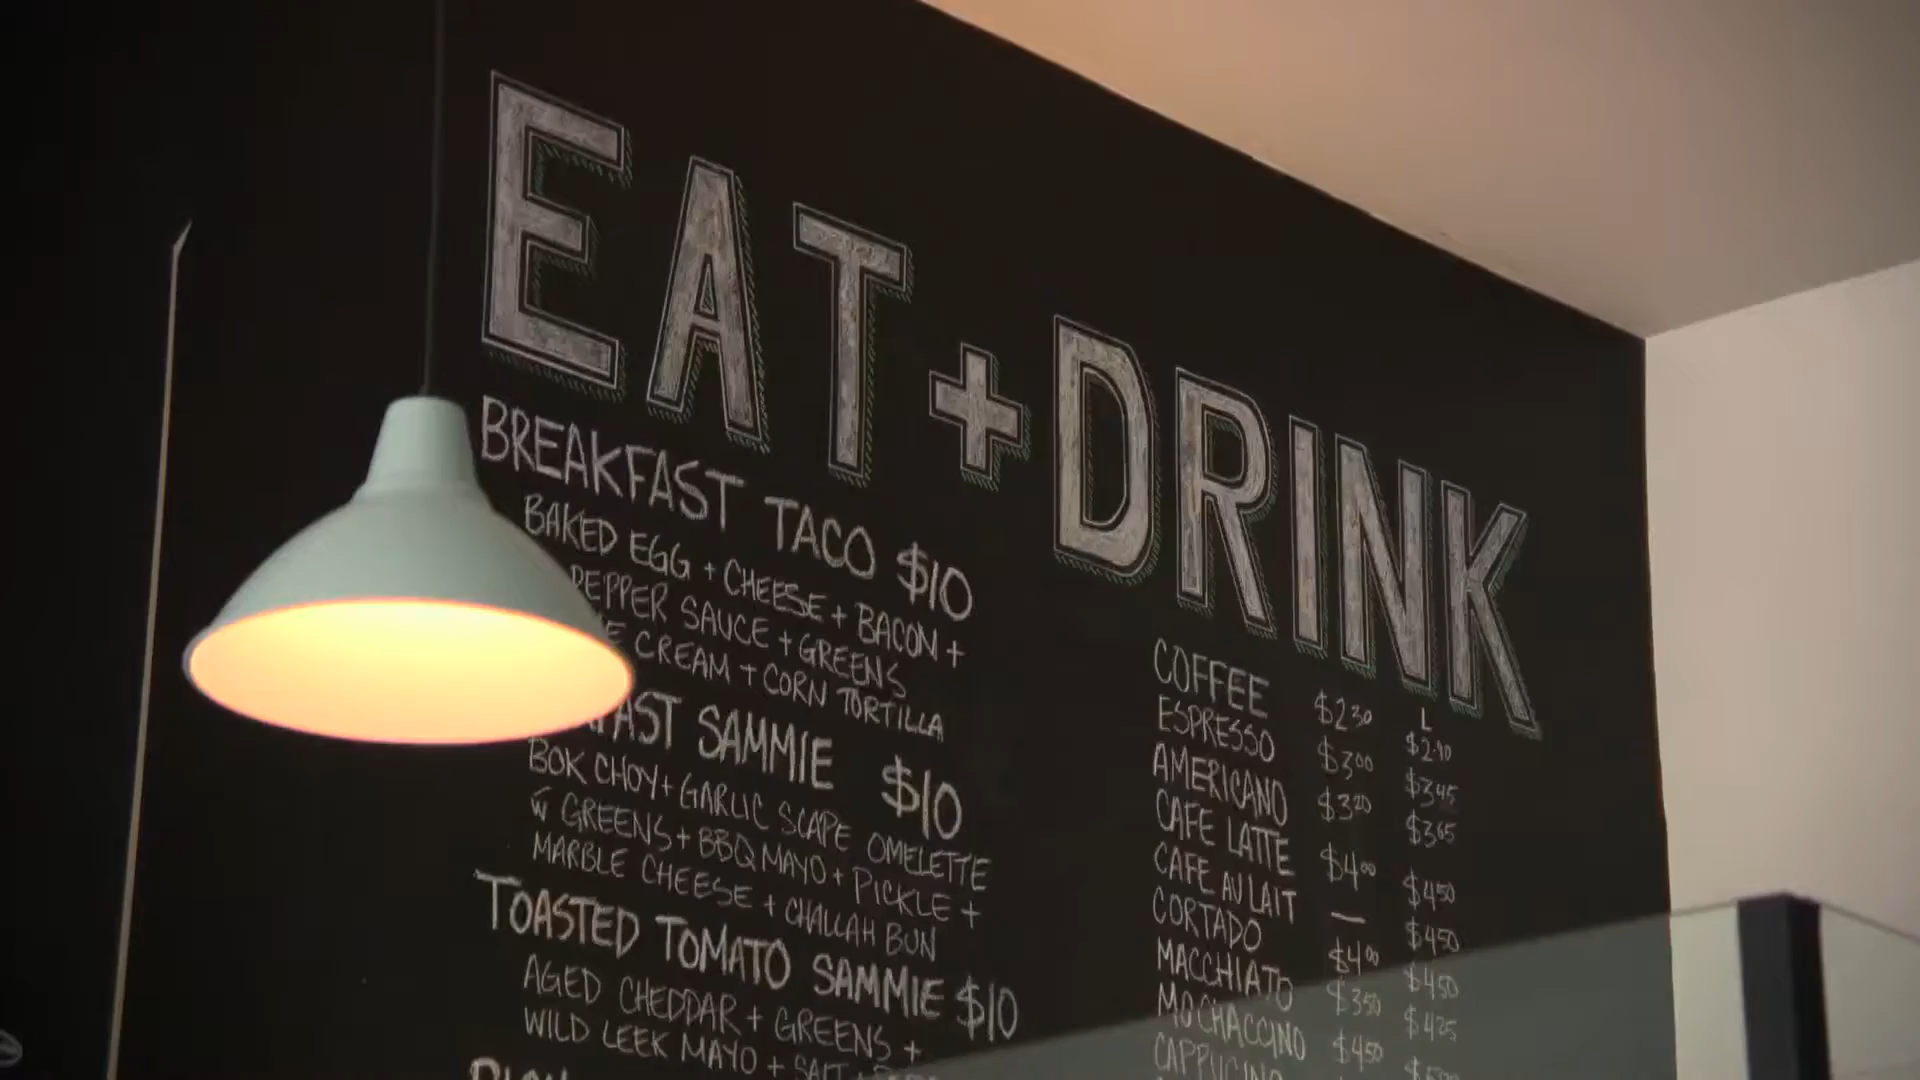 EAT + DRINK
BREAKFAST TACO $10
BAKED EGG + CHEESE + BACON +
PEPPER SAUCE + GREENS
CREAM + CORN TORTILLA
SAMMIE $10
BOK CHOY + GARLIC SCAPE OMELETTE
w/ GREENS + BBQ MAYO + PICKLE +
MARBLE CHEESE + CHALLAH BUN
TOASTED TOMATO SAMMIE $10
AGED CHEDDAR + GREENS +
WILD LEEK MAYO + SALT +
L
COFFEE $2.30 $2.90
ESPRESSO $3.00 $3.45
AMERICANO $3.20 $3.65
CAFE LATTE $4.00 $4.50
CAFE AU LAIT — $4.50
CORTADO $4.00 $4.50
MACCHIATO $3.50 $4.25
MOCHACCINO $4.50
CAPPUCINO